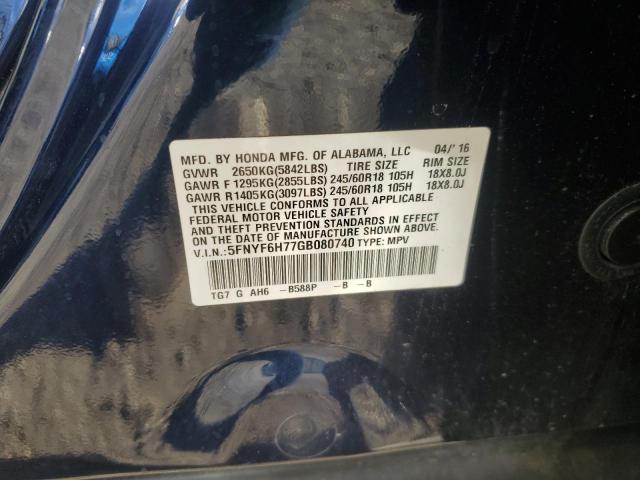 MFD. BY HONDA MFG. OF ALABAMA, LLC 04/'16
GVWR 2650KG(5842LBS) TIRE SIZE RIM SIZE
GAWR F 1295KG(2855LBS) 245/60R18 105H 18X8.0J
GAWR R1405KG(3097LBS) 245/60R18 105H 18X8.0J
THIS VEHICLE CONFORMS TO ALL APPLICABLE
FEDERAL MOTOR VEHICLE SAFETY
AND THEFT PREVENTION STANDARDS IN EFFECT
ON THE DATE OF MANUFACTURE SHOWN ABOVE.
V.I.N.: 5FNYF6H77GB080740 TYPE: MPV
TG7 G AH6 -B588P -B -B